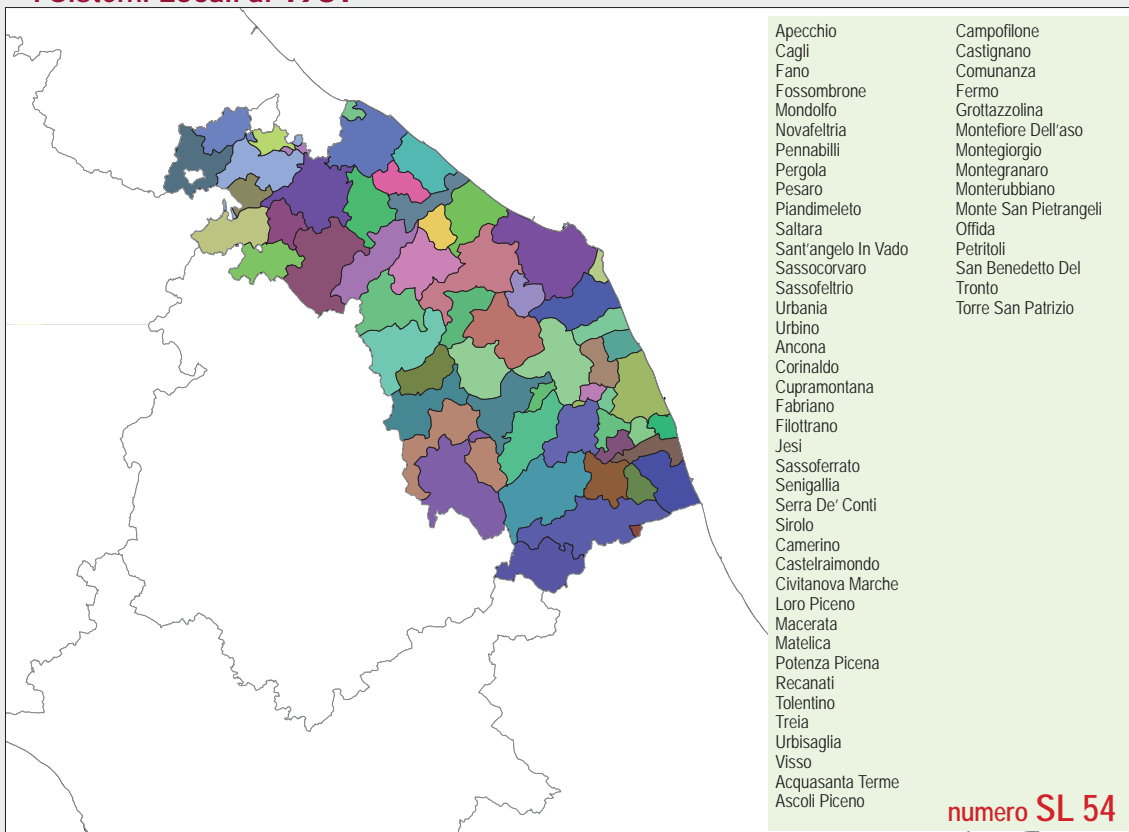 I Sistemi Locali al 1981
Apecchio
Cagli
Fano
Fossombrone
Mondolfo
Novafeltria
Pennabilli
Pergola
Pesaro
Piandimeleto
Saltara
Sant'angelo In Vado
Sassocorvaro
Sassofeltrio
Urbania
Urbino
Ancona
Corinaldo
Cupramontana
Fabriano
Filottrano
Jesi
Sassoferrato
Senigallia
Serra De' Conti
Sirolo
Camerino
Castelraimondo
Civitanova Marche
Loro Piceno
Macerata
Matelica
Potenza Picena
Recanati
Tolentino
Treia
Urbisaglia
Visso
Acquasanta Terme
Ascoli Piceno
Campofilone
Castignano
Comunanza
Fermo
Grottazzolina
Montefiore Dell'aso
Montegiorgio
Montegranaro
Monterubbiano
Monte San Pietrangeli
Offida
Petritoli
San Benedetto Del
Tronto
Torre San Patrizio
numero SL 54